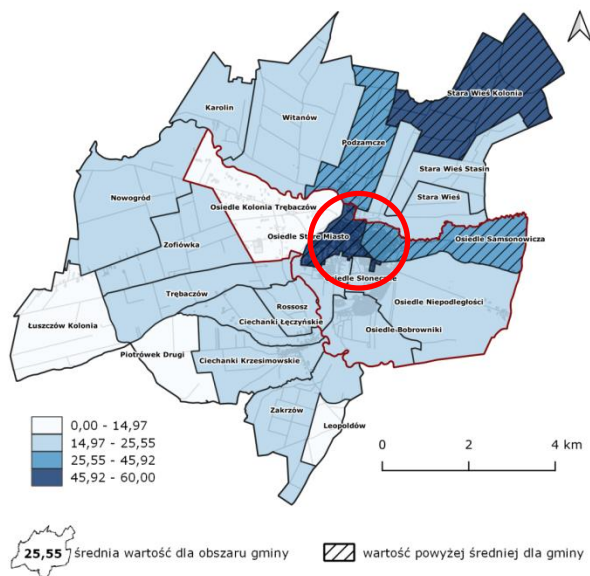 Karolin
Witanów
Podzamcze
Stara Wieś Kolonia
Stara Wieś Stasin
Stara Wieś
Nowogród
Osiedle Kolonia Trębaczów
Zofiówka
Osiedle Stare Miasto
Osiedle Samsonowicza
Osiedle Słoneczne
Trębaczów
Rossosz
Osiedle Niepodległości
Łuszczów Kolonia
Ciechanki Łęczyńskie
Osiedle Bobrowniki
Piotrówek Drugi
Ciechanki Krzesimowskie
Zakrzów
Leopoldów
0,00 - 14,97
14,97 - 25,55
25,55 - 45,92
45,92 - 60,00
0 2 4 km
25,55 średnia wartość dla obszaru gminy
wartość powyżej średniej dla gminy